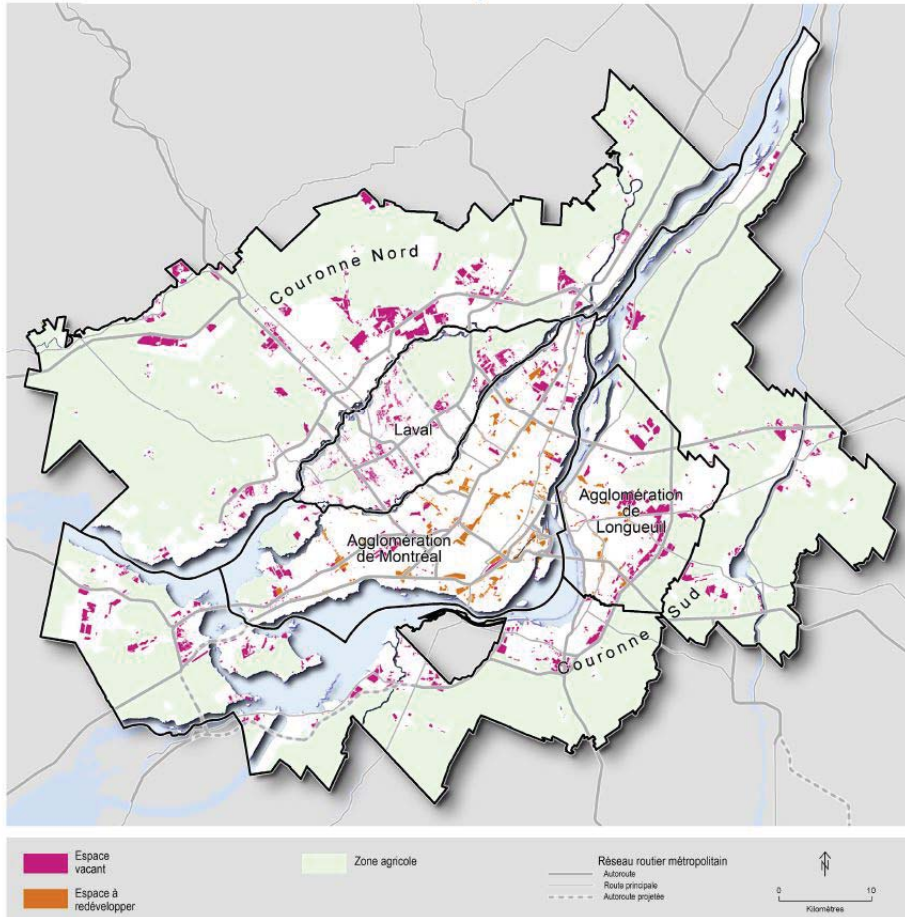 Couronne Nord
Laval
Agglomération
de Montréal
Agglomération
de
Longueuil
Couronne Sud
Espace
vacant
Espace à
redévelopper
Zone agricole
Réseau routier métropolitain
Autoroute
Route principale
Autoroute projetée
N
0 10
Kilomètres